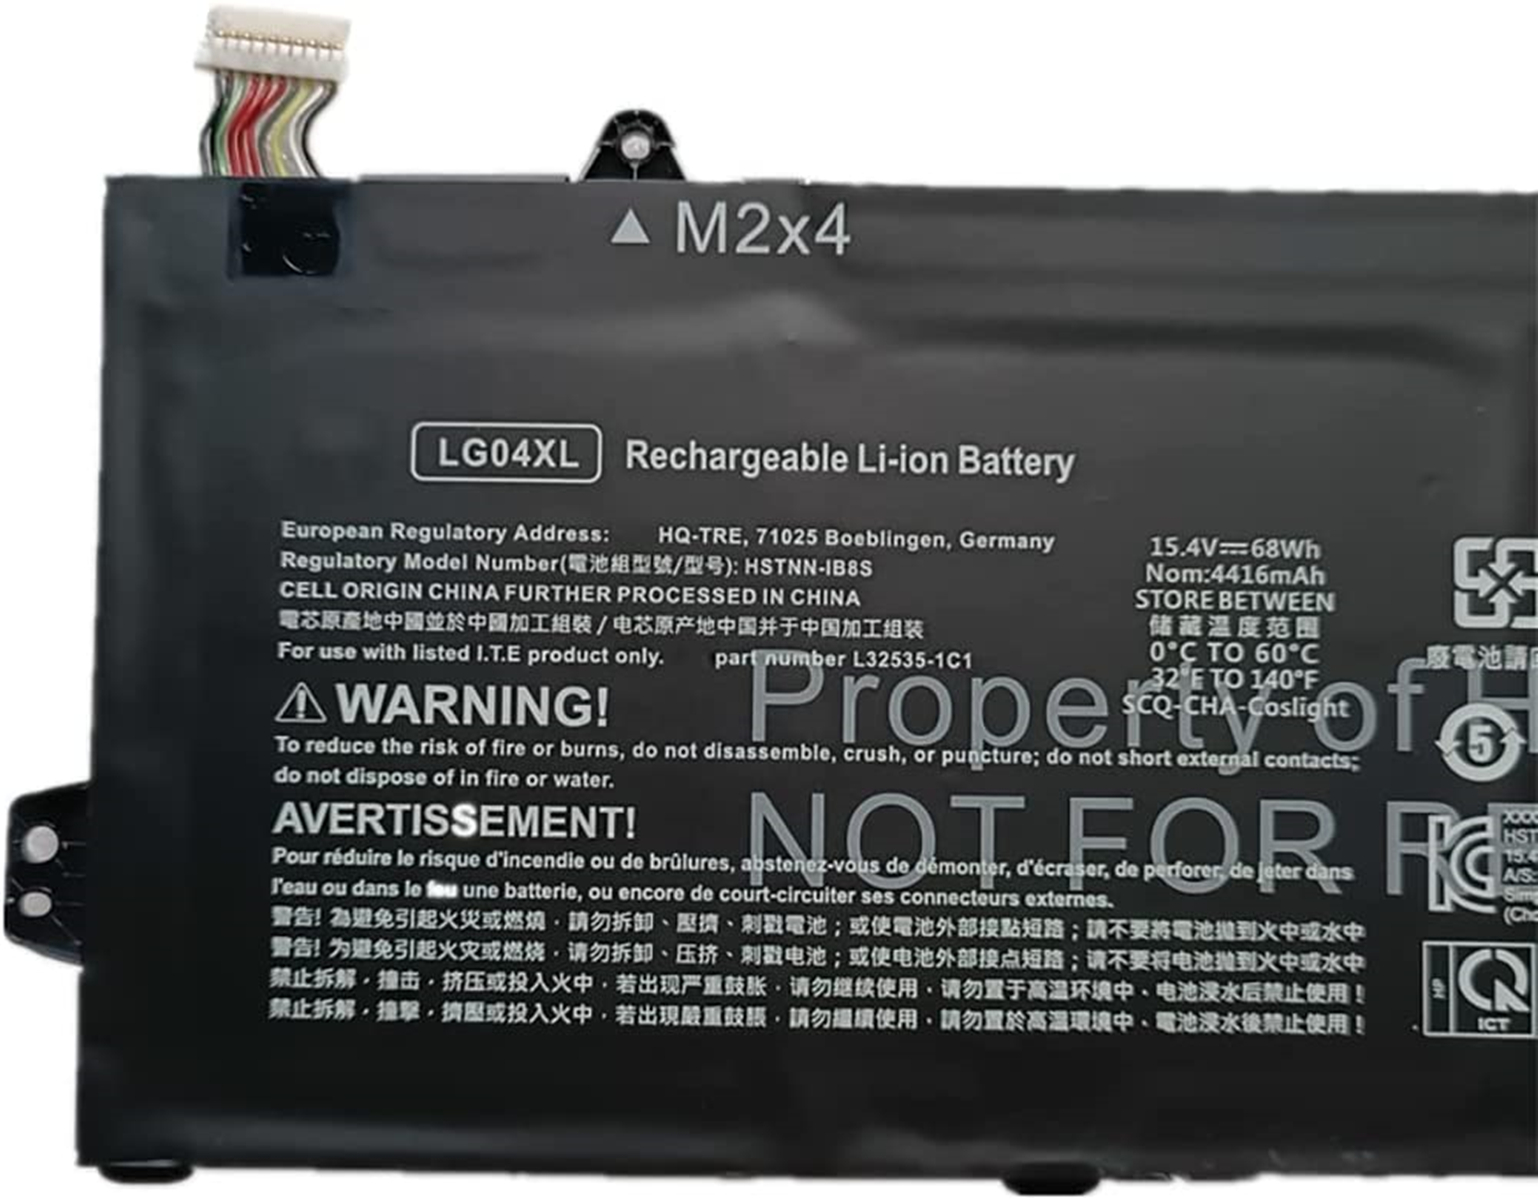 M2x4
LG04XL Rechargeable Li-ion Battery
European Regulatory Address: HQ-TRE, 71025 Boeblingen, Germany
Regulatory Model Number(電池組型號/型号): HSTNN-IB8S
CELL ORIGIN CHINA FURTHER PROCESSED IN CHINA
電芯原產地中國並於中國加工組裝 / 电芯原产地中国并于中国加工组装
For use with listed I.T.E product only. part number L32535-1C1
15.4V⎓68Wh
Nom:4416mAh
STORE BETWEEN
儲藏溫度范围
0°C TO 60°C
32°F TO 140°F
SCQ-CHA-Coslight
廢電池請
Property of
NOT FOR
WARNING!
To reduce the risk of fire or burns, do not disassemble, crush, or puncture; do not short external contacts;
do not dispose of in fire or water.
AVERTISSEMENT!
Pour réduire le risque d'incendie ou de brûlures, abstenez-vous de démonter, d'écraser, de perforer, de jeter dans
l'eau ou dans le feu une batterie, ou encore de court-circuiter ses connecteurs externes.
警告! 為避免引起火災或燃燒，請勿拆卸、壓擠、刺戳電池；或使電池外部接點短路；請不要將電池拋到火中或水中
警告! 为避免引起火灾或燃烧，请勿拆卸、压挤、刺戳电池；或使电池外部接点短路；请不要将电池抛到火中或水中
禁止拆解，撞击，挤压或投入火中，若出现严重鼓胀，请勿继续使用，请勿置于高温环境中、电池浸水后禁止使用！
禁止拆解，撞擊，擠壓或投入火中，若出現嚴重鼓脹，請勿繼續使用，請勿置於高溫環境中、電池浸水後禁止使用！
5
HP
ICT
A/S: